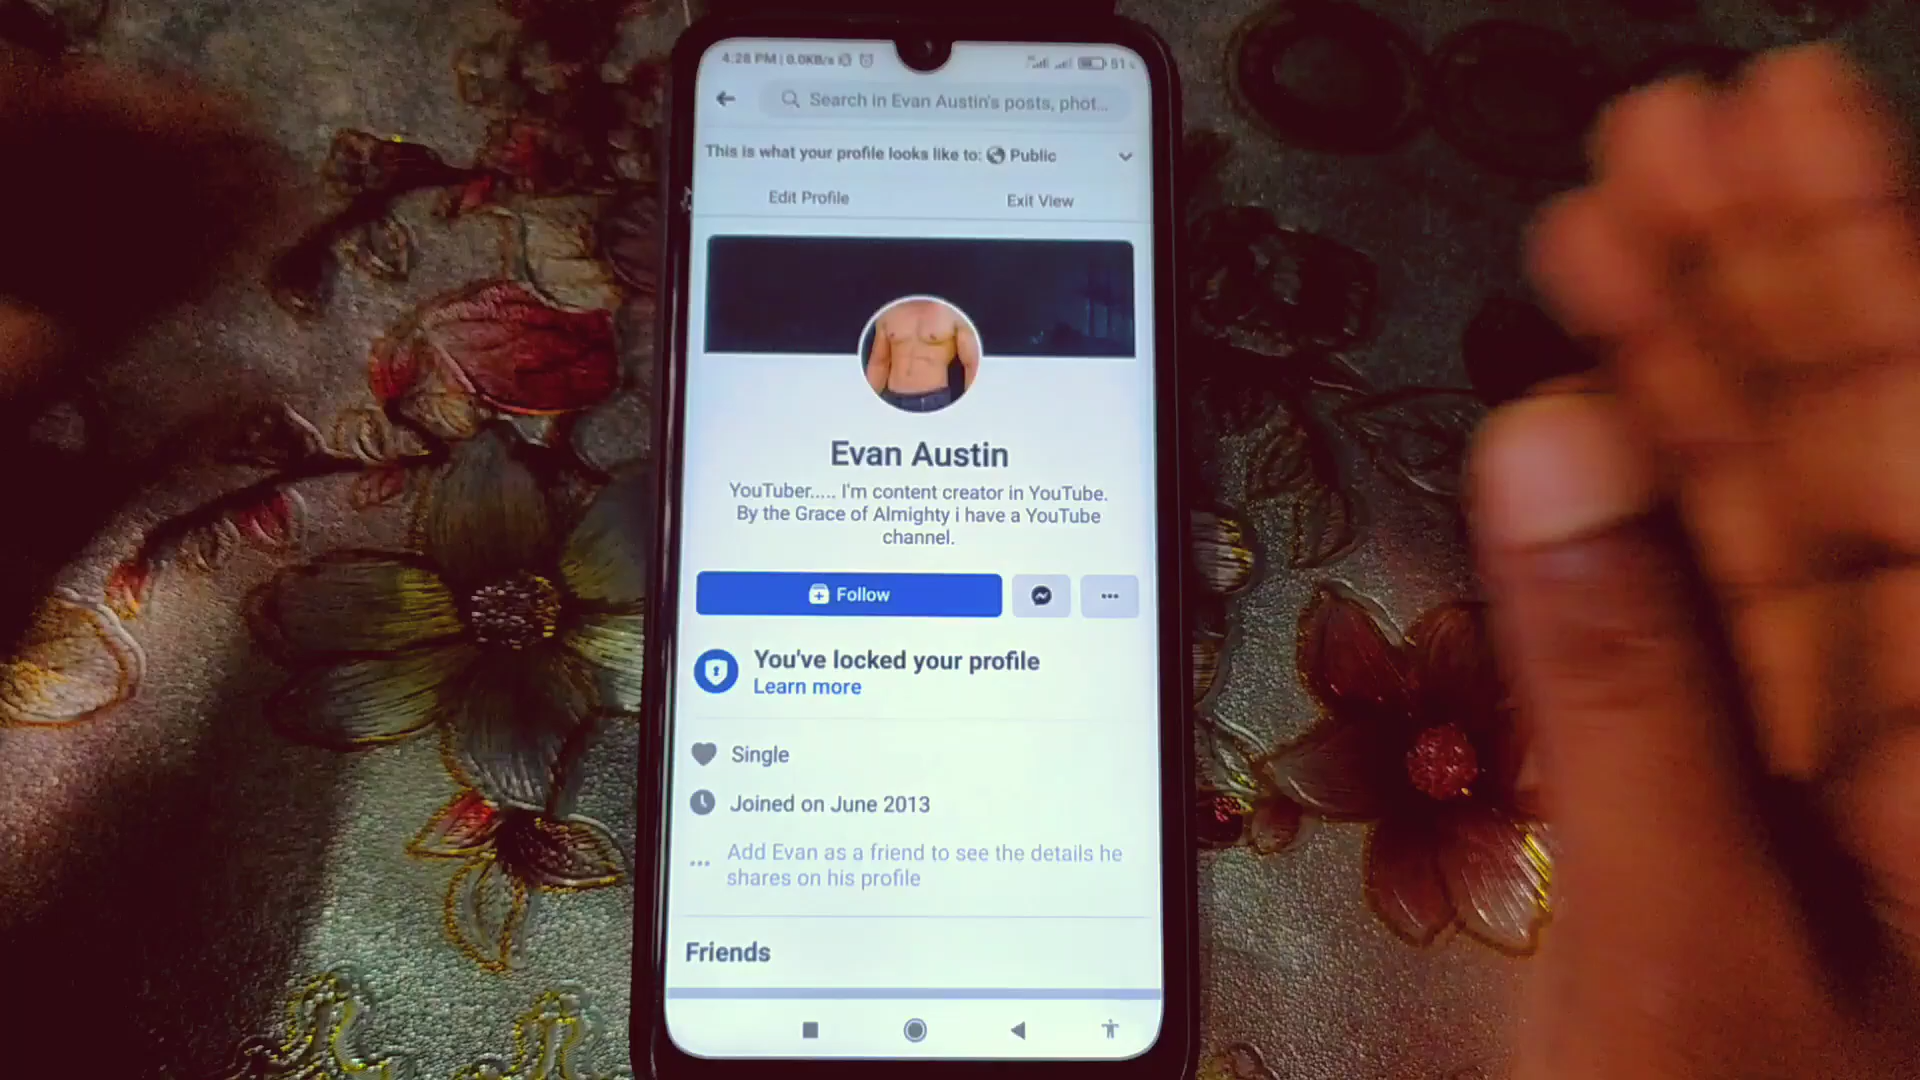 4:28 PM | 0.0KB/s
51
Search in Evan Austin's posts, phot...
This is what your profile looks like to: Public
Edit Profile
Exit View
Evan Austin
YouTuber..... I'm content creator in YouTube.
By the Grace of Almighty i have a YouTube
channel.
Follow
You've locked your profile
Learn more
Single
Joined on June 2013
Add Evan as a friend to see the details he
shares on his profile
Friends